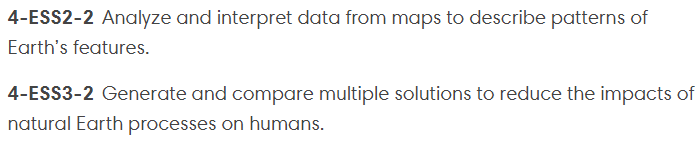 4-ESS2-2 Analyze and interpret data from maps to describe patterns of
Earth’s features.
4-ESS3-2 Generate and compare multiple solutions to reduce the impacts of
natural Earth processes on humans.